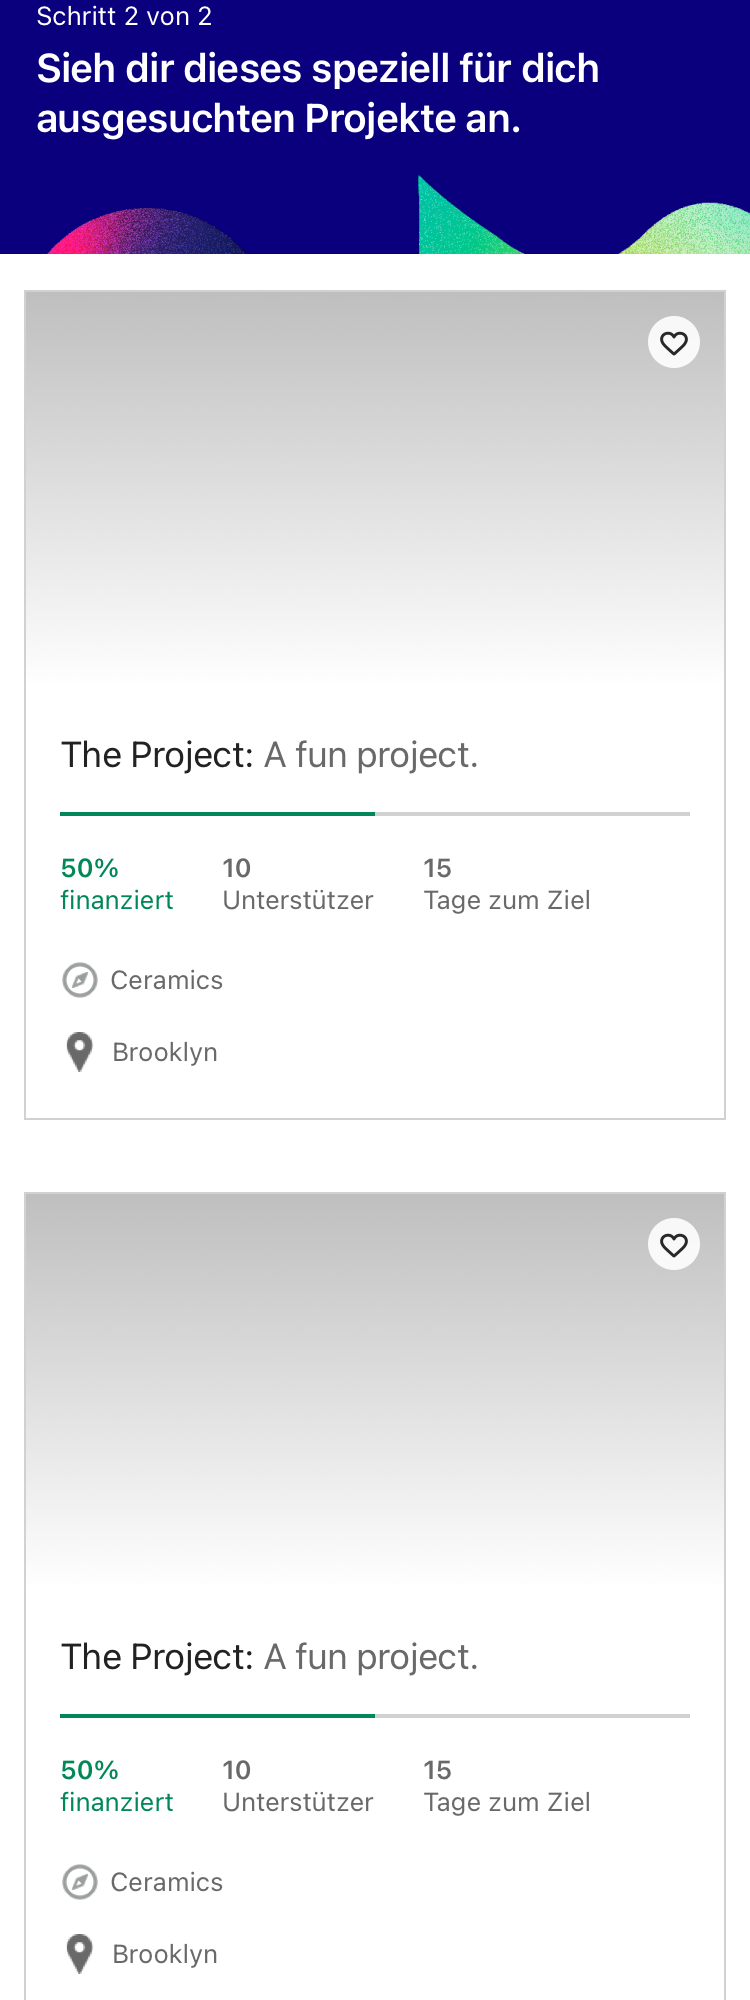 Schritt 2 von 2
Sieh dir dieses speziell für dich
ausgesuchten Projekte an.
The Project: A fun project.
50%
finanziert
10
Unterstützer
15
Tage zum Ziel
Ceramics
Brooklyn
The Project: A fun project.
50%
finanziert
10
Unterstützer
15
Tage zum Ziel
Ceramics
Brooklyn